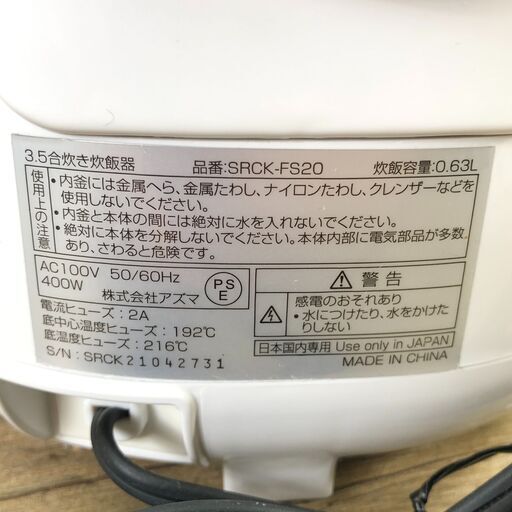 3.5合炊き炊飯器 品番:SRCK-FS20 炊飯容量:0.63L
使用上の注意
・内釜には金属へら、金属たわし、ナイロンたわし、クレンザーなどを
使用しないでください。
・内釜と本体の間には絶対に水を入れないでください。
・絶対に本体を分解しないでください。本体内部に電気部品が多数
あり、さわると危険です。
AC100V 50/60Hz
400W 株式会社アズマ
PSE
電流ヒューズ:2A
底中心温度ヒューズ:192℃
底温度ヒューズ:216℃
S/N:SRCK21042731
警告
感電のおそれあり
・水につけたり、水をかけた
りしない
日本国内専用 Use only in JAPAN
MADE IN CHINA